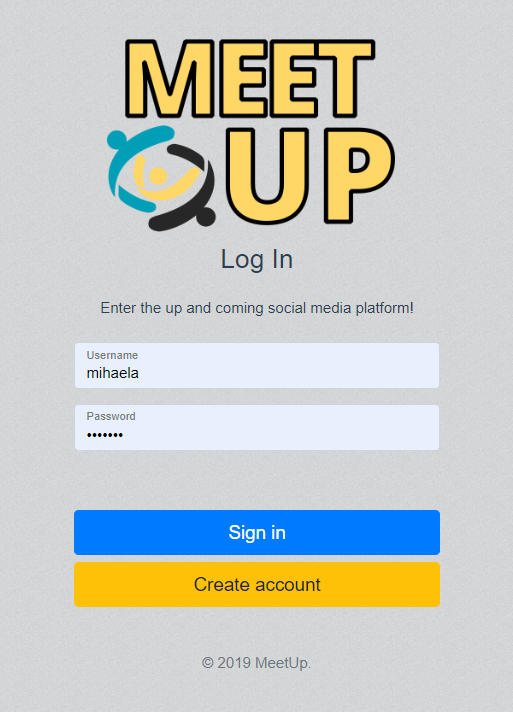 MEET
UP
Log In
Enter the up and coming social media platform!
Username
mihaela
Password
•••••••
Sign in
Create account
© 2019 MeetUp.